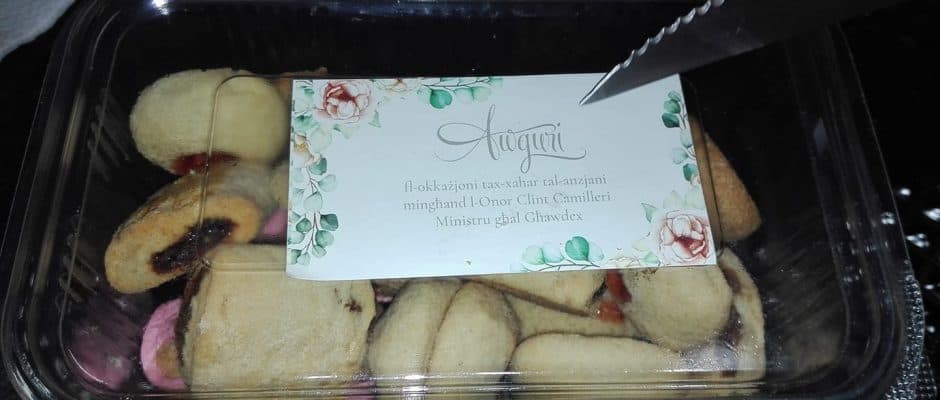 Awguri
fl-okkażjoni tax-xahar tal-anzjani
mingħand l-Onor Clint Camilleri
Ministru għal Għawdex